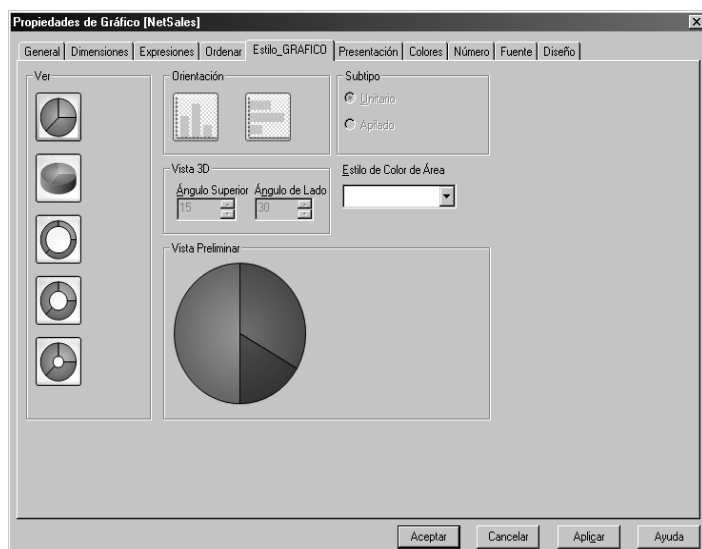 Propiedades de Gráfico [NetSales]
General Dimensiones Expresiones Ordenar Estilo_GRAFICO Presentación Colores Número Fuente Diseño
Ver
Orientación
Subtipo
Unitario
Apilado
Vista 3D
Ángulo Superior Ángulo de Lado
15 30
Estilo de Color de Área
Vista Preliminar
Aceptar Cancelar Aplicar Ayuda